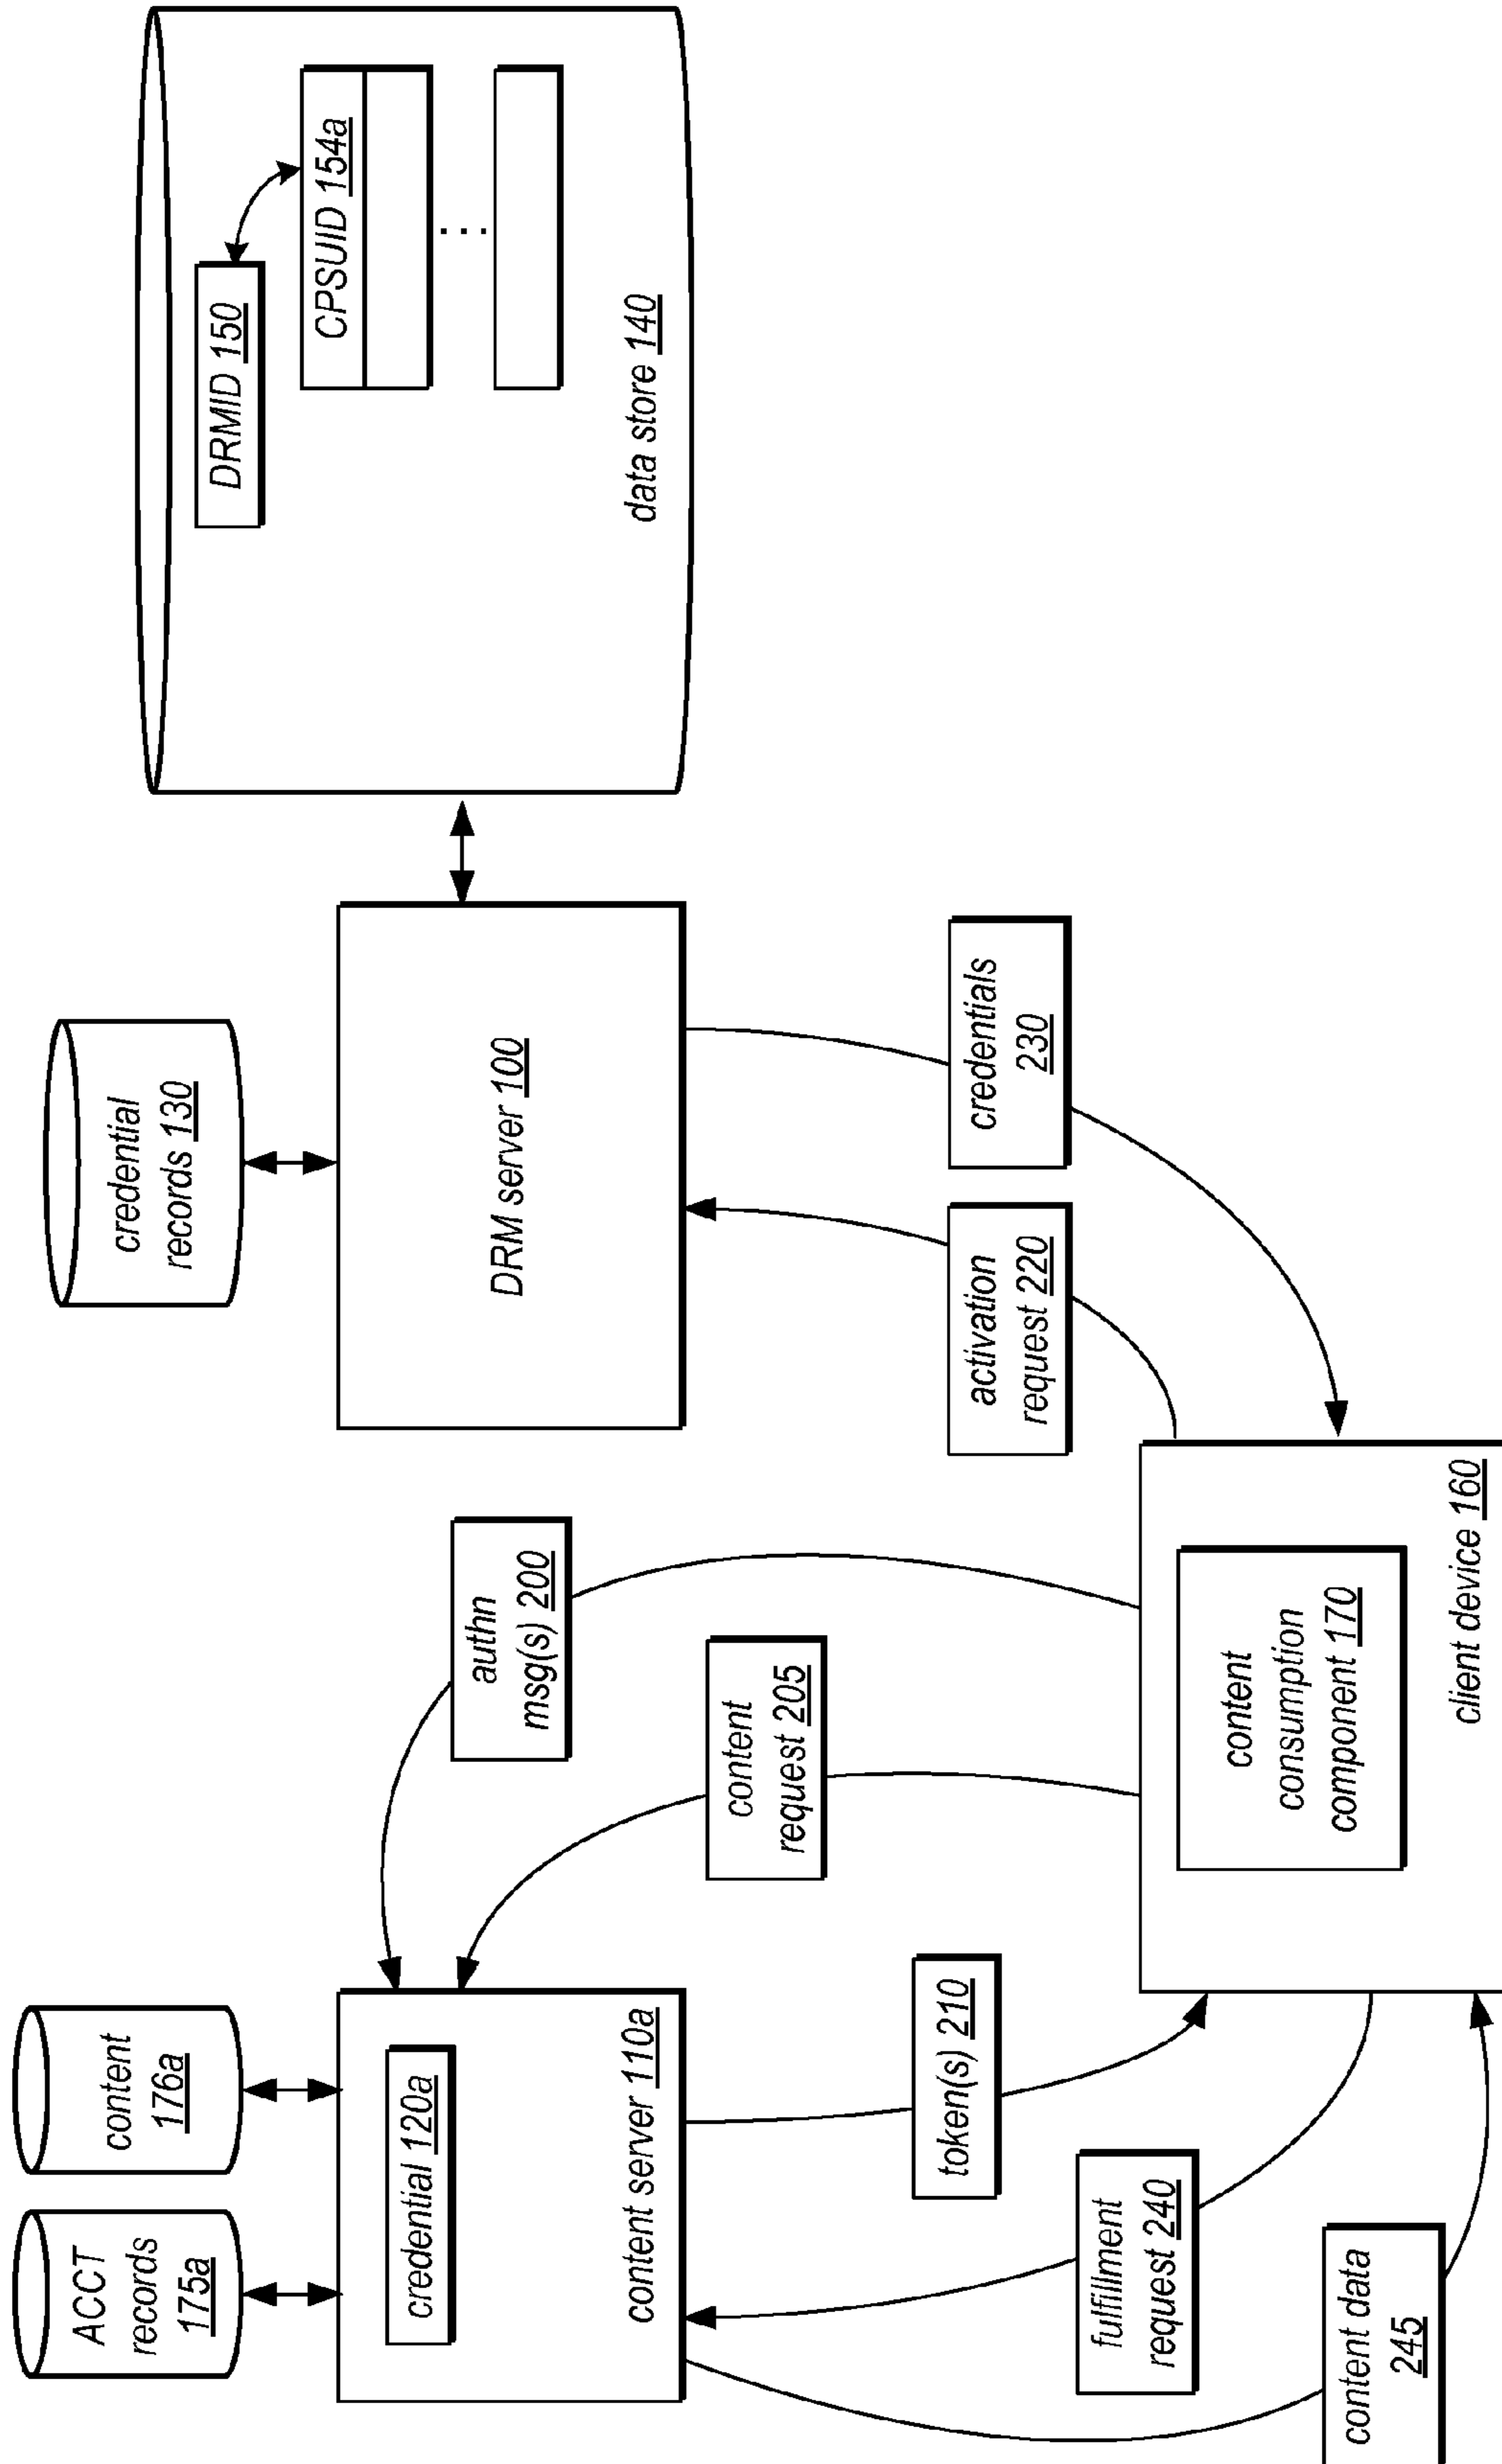 ACCT
records
175a
content
176a
credential
records 130
credential 120a
content server 110a
authn
msg(s) 200
content
request 205
DRM server 100
DRMID 150
CPSUID 154a
...
data store 140
token(s) 210
fulfillment
request 240
content data
245
activation
request 220
credentials
230
content
consumption
component 170
client device 160